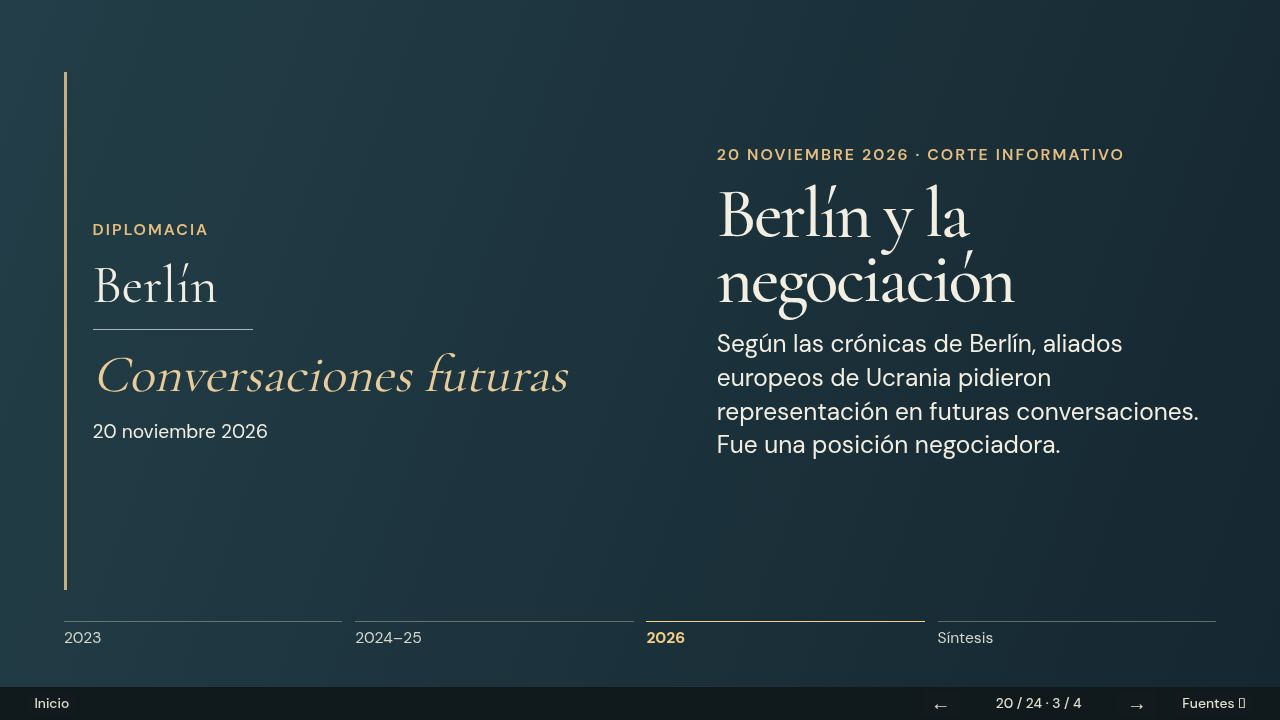 DIPLOMACIA
Berlín
Conversaciones futuras
20 noviembre 2026
20 NOVIEMBRE 2026 · CORTE INFORMATIVO
Berlín y la
negociación
Según las crónicas de Berlín, aliados
europeos de Ucrania pidieron
representación en futuras conversaciones.
Fue una posición negociadora.
2023
2024–25
2026
Síntesis
Inicio
← 20 / 24 · 3 / 4 → Fuentes